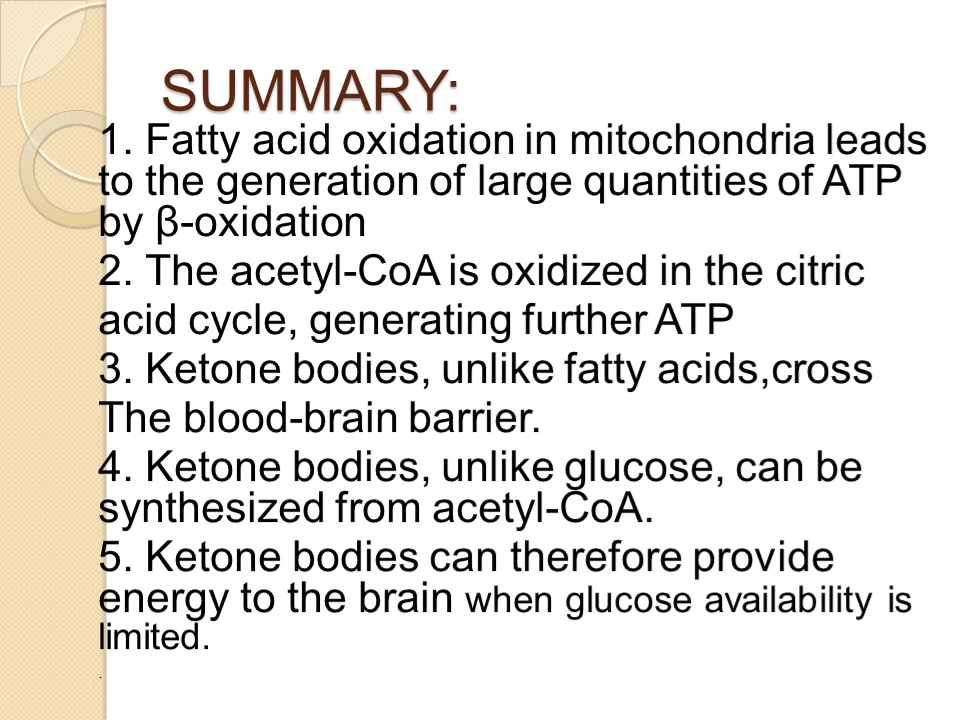 SUMMARY:
1. Fatty acid oxidation in mitochondria leads
to the generation of large quantities of ATP
by β-oxidation
2. The acetyl-CoA is oxidized in the citric
acid cycle, generating further ATP
3. Ketone bodies, unlike fatty acids,cross
The blood-brain barrier.
4. Ketone bodies, unlike glucose, can be
synthesized from acetyl-CoA.
5. Ketone bodies can therefore provide
energy to the brain when glucose availability is
limited.
.